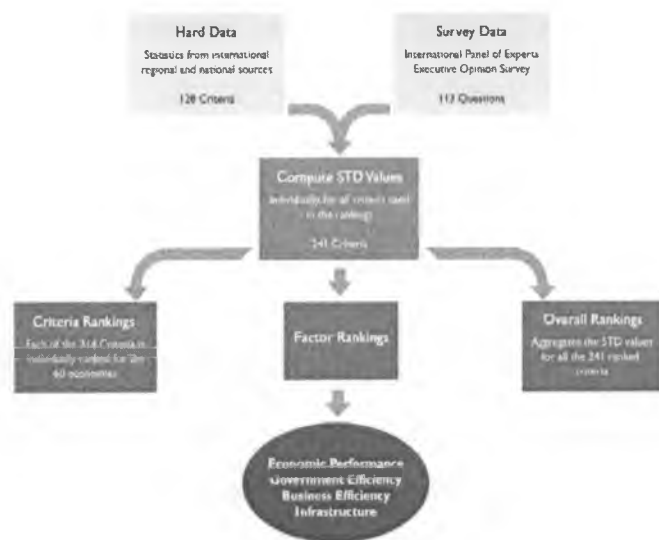 Hard Data
Statistics from international
regional and national sources
128 Criteria
Survey Data
International Panel of Experts
Executive Opinion Survey
113 Questions
Compute STD Values
individually for all criteria used
in the rankings
241 Criteria
Criteria Rankings
Each of the Criteria is
individually ranked for the
60 economies
Factor Rankings
Overall Rankings
Aggregate the STD values
for all the 241 ranked
criteria
Economic Performance
Government Efficiency
Business Efficiency
Infrastructure